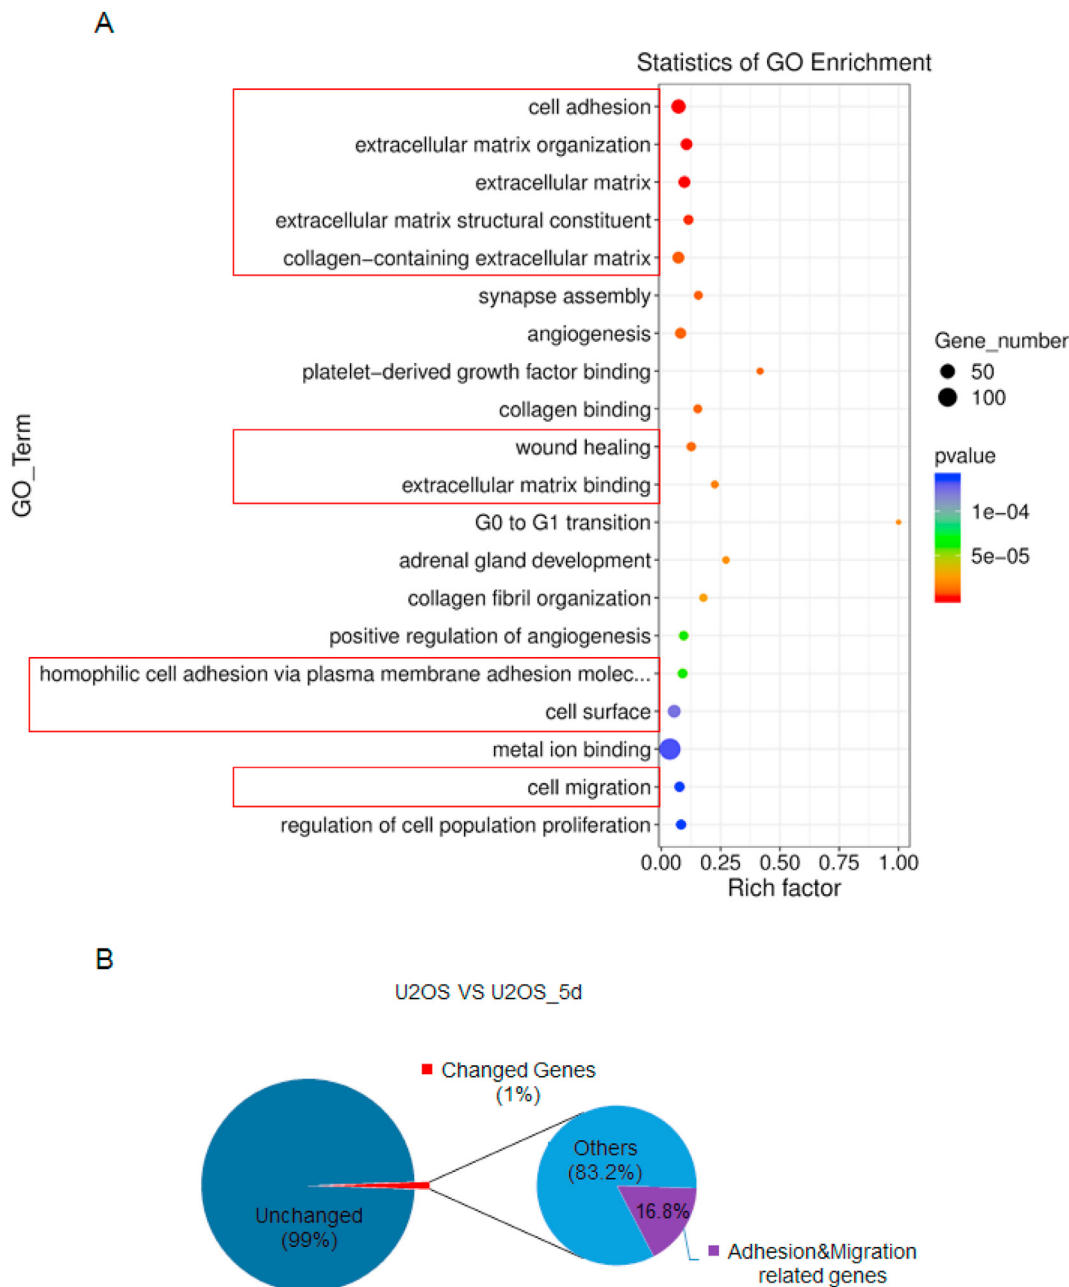 A
Statistics of GO Enrichment
cell adhesion
extracellular matrix organization
extracellular matrix
extracellular matrix structural constituent
collagen−containing extracellular matrix
synapse assembly
angiogenesis
platelet−derived growth factor binding
collagen binding
wound healing
extracellular matrix binding
G0 to G1 transition
adrenal gland development
collagen fibril organization
positive regulation of angiogenesis
homophilic cell adhesion via plasma membrane adhesion molec...
cell surface
metal ion binding
cell migration
regulation of cell population proliferation
GO_Term
0.00 0.25 0.50 0.75 1.00
Rich factor
Gene_number
50
100
pvalue
1e−04
5e−05
B
U2OS VS U2OS_5d
Changed Genes
(1%)
Unchanged
(99%)
Others
(83.2%)
16.8%
Adhesion&Migration
related genes